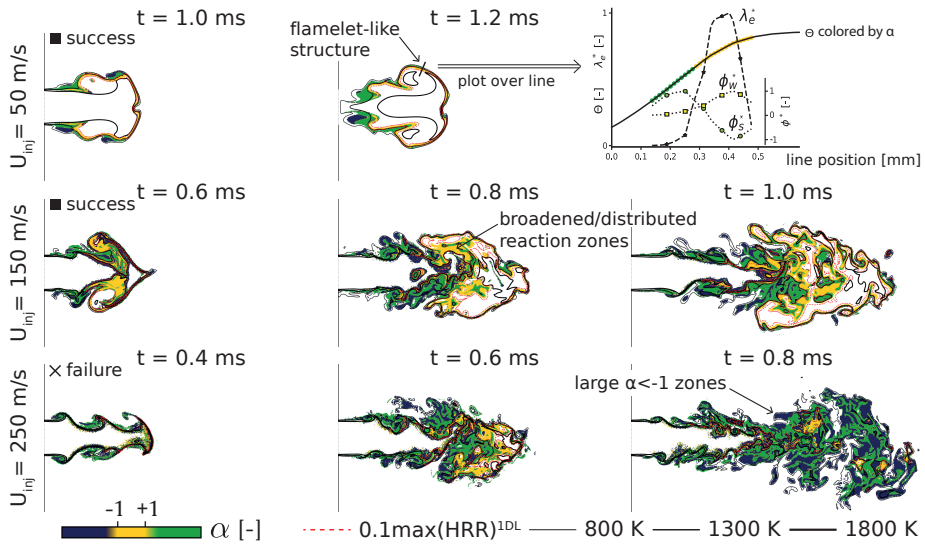 t = 1.0 ms
t = 1.2 ms
■ success
flamelet-like
structure
plot over line
U_inj = 50 m/s
λ_e^* [-]
Θ [-]
1
0
λ_e^*
ϕ_w^*
ϕ_s^*
Θ colored by α
1
0
-1
ϕ^* [-]
0.0 0.1 0.2 0.3 0.4 0.5
line position [mm]
t = 0.6 ms
t = 0.8 ms
t = 1.0 ms
■ success
broadened/distributed
reaction zones
U_inj = 150 m/s
t = 0.4 ms
t = 0.6 ms
t = 0.8 ms
× failure
large α<-1 zones
U_inj = 250 m/s
-1 +1
α [-]
0.1max(HRR)^1DL 800 K 1300 K 1800 K